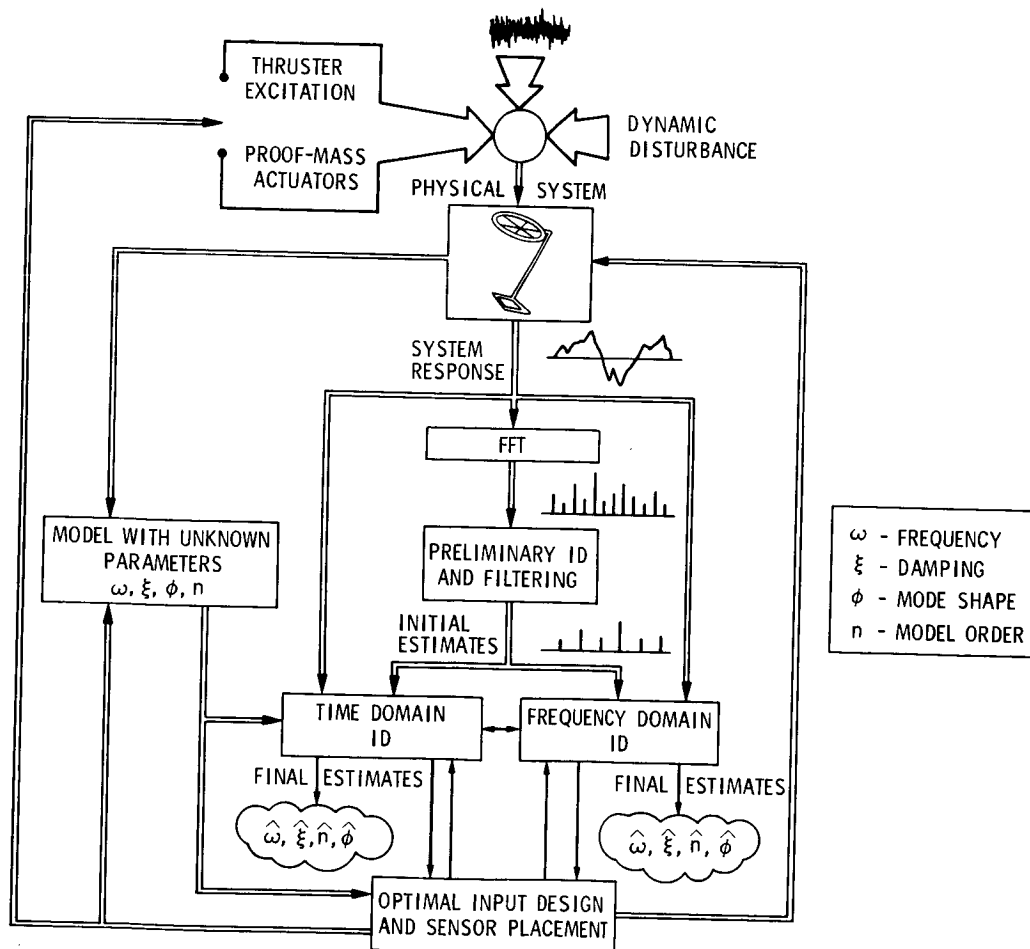 THRUSTER
EXCITATION
PROOF-MASS
ACTUATORS
DYNAMIC
DISTURBANCE
PHYSICAL SYSTEM
SYSTEM
RESPONSE
FFT
MODEL WITH UNKNOWN
PARAMETERS
ω, ξ, φ, n
PRELIMINARY ID
AND FILTERING
ω - FREQUENCY
ξ - DAMPING
φ - MODE SHAPE
n - MODEL ORDER
INITIAL
ESTIMATES
TIME DOMAIN
ID
FREQUENCY DOMAIN
ID
FINAL ESTIMATES
FINAL ESTIMATES
ω̂, ξ̂, n̂, φ̂
ω̂, ξ̂, n̂, φ̂
OPTIMAL INPUT DESIGN
AND SENSOR PLACEMENT